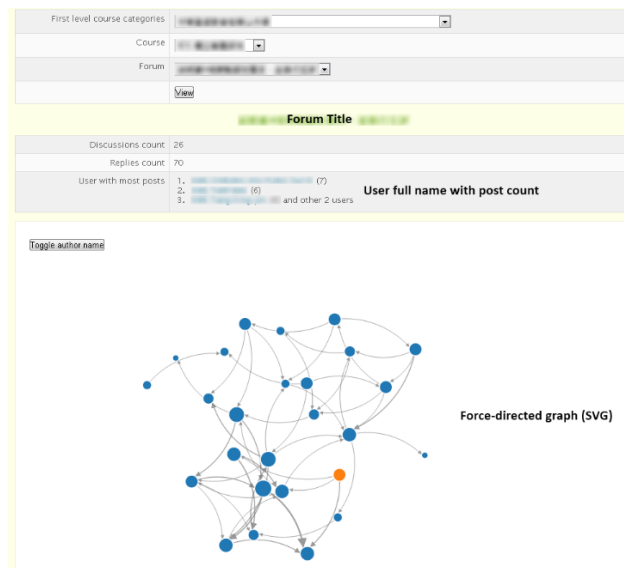 First level course categories
Course
Forum
View
Forum Title
Discussions count 26
Replies count 70
User with most posts 1. (7)
2. (6)
3. and other 2 users
User full name with post count
Toggle author name
Force-directed graph (SVG)